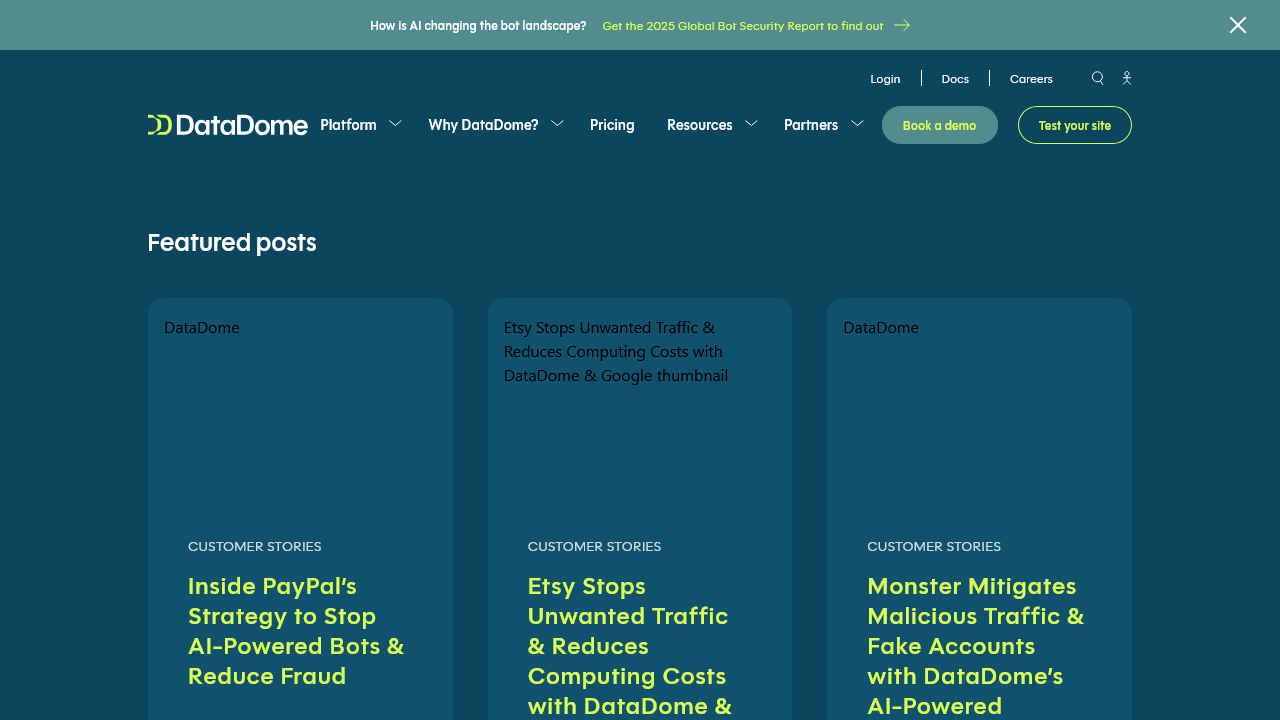 How is AI changing the bot landscape? Get the 2025 Global Bot Security Report to find out
Login Docs Careers
DataDome Platform Why DataDome? Pricing Resources Partners Book a demo Test your site
Featured posts
DataDome
CUSTOMER STORIES
Inside PayPal’s
Strategy to Stop
AI-Powered Bots &
Reduce Fraud
Etsy Stops Unwanted Traffic &
Reduces Computing Costs with
DataDome & Google thumbnail
CUSTOMER STORIES
Etsy Stops
Unwanted Traffic
& Reduces
Computing Costs
with DataDome &
DataDome
CUSTOMER STORIES
Monster Mitigates
Malicious Traffic &
Fake Accounts
with DataDome’s
AI-Powered